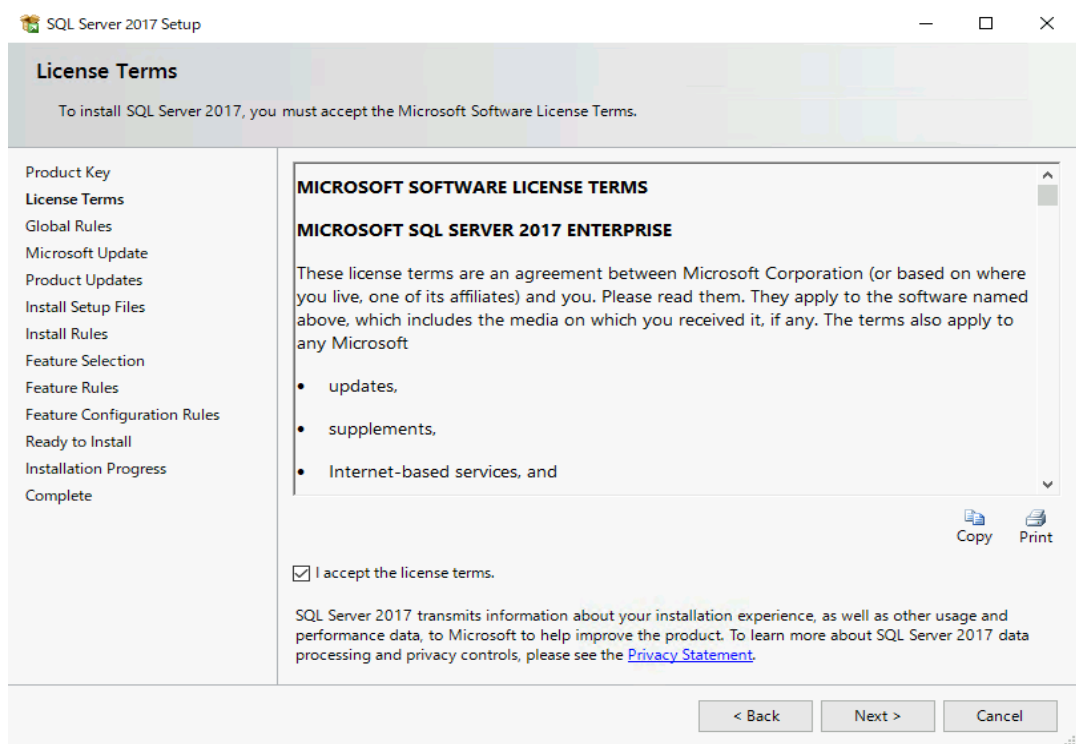 SQL Server 2017 Setup
License Terms
To install SQL Server 2017, you must accept the Microsoft Software License Terms.
Product Key
License Terms
Global Rules
Microsoft Update
Product Updates
Install Setup Files
Install Rules
Feature Selection
Feature Rules
Feature Configuration Rules
Ready to Install
Installation Progress
Complete
MICROSOFT SOFTWARE LICENSE TERMS
MICROSOFT SQL SERVER 2017 ENTERPRISE
These license terms are an agreement between Microsoft Corporation (or based on where
you live, one of its affiliates) and you. Please read them. They apply to the software named
above, which includes the media on which you received it, if any. The terms also apply to
any Microsoft
• updates,
• supplements,
• Internet-based services, and
Copy
Print
I accept the license terms.
SQL Server 2017 transmits information about your installation experience, as well as other usage and
performance data, to Microsoft to help improve the product. To learn more about SQL Server 2017 data
processing and privacy controls, please see the Privacy Statement.
< Back
Next >
Cancel